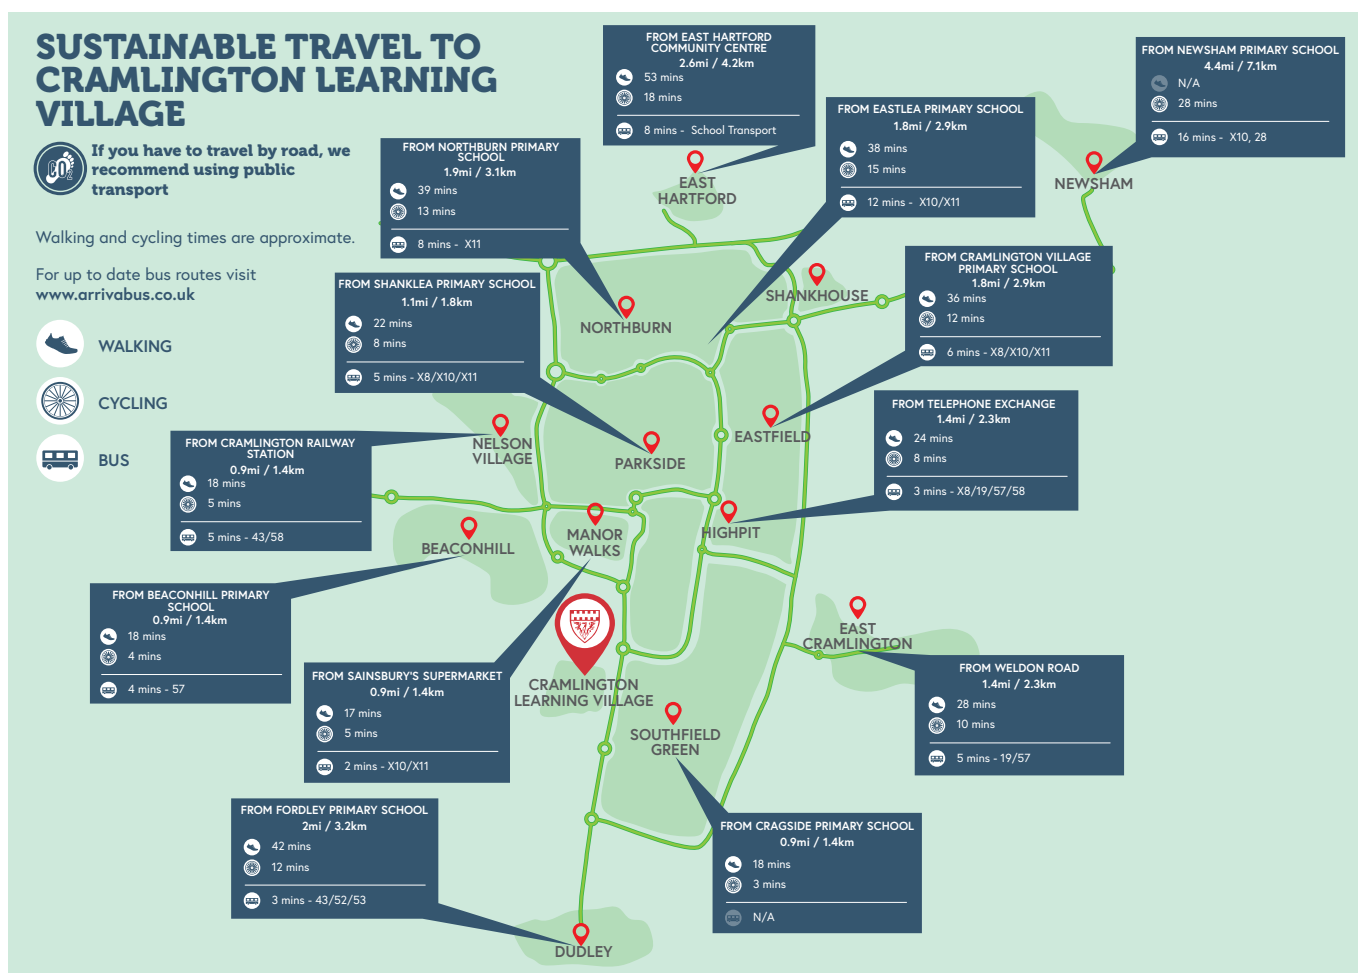 SUSTAINABLE TRAVEL TO
CRAMLINGTON LEARNING
VILLAGE
CO2
If you have to travel by road, we
recommend using public
transport
Walking and cycling times are approximate.
For up to date bus routes visit
www.arrivabus.co.uk
WALKING
CYCLING
BUS
FROM EAST HARTFORD
COMMUNITY CENTRE
2.6mi / 4.2km
53 mins
18 mins
8 mins - School Transport
FROM NEWSHAM PRIMARY SCHOOL
4.4mi / 7.1km
N/A
28 mins
16 mins - X10, 28
FROM EASTLEA PRIMARY SCHOOL
1.8mi / 2.9km
38 mins
15 mins
12 mins - X10/X11
FROM NORTHBURN PRIMARY
SCHOOL
1.9mi / 3.1km
39 mins
13 mins
8 mins - X11
EAST
HARTFORD
NEWSHAM
FROM CRAMLINGTON VILLAGE
PRIMARY SCHOOL
1.8mi / 2.9km
36 mins
12 mins
6 mins - X8/X10/X11
FROM SHANKLEA PRIMARY SCHOOL
1.1mi / 1.8km
22 mins
8 mins
5 mins - X8/X10/X11
SHANKHOUSE
NORTHBURN
FROM TELEPHONE EXCHANGE
1.4mi / 2.3km
24 mins
8 mins
3 mins - X8/19/57/58
FROM CRAMLINGTON RAILWAY
STATION
0.9mi / 1.4km
18 mins
5 mins
5 mins - 43/58
NELSON
VILLAGE
PARKSIDE
EASTFIELD
BEACONHILL
MANOR
WALKS
HIGHPIT
FROM BEACONHILL PRIMARY
SCHOOL
0.9mi / 1.4km
18 mins
4 mins
4 mins - 57
EAST
CRAMLINGTON
FROM SAINSBURY'S SUPERMARKET
0.9mi / 1.4km
17 mins
5 mins
2 mins - X10/X11
CRAMLINGTON
LEARNING VILLAGE
FROM WELDON ROAD
1.4mi / 2.3km
28 mins
10 mins
5 mins - 19/57
SOUTHFIELD
GREEN
FROM FORDLEY PRIMARY SCHOOL
2mi / 3.2km
42 mins
12 mins
3 mins - 43/52/53
FROM CRAGSIDE PRIMARY SCHOOL
0.9mi / 1.4km
18 mins
3 mins
N/A
DUDLEY